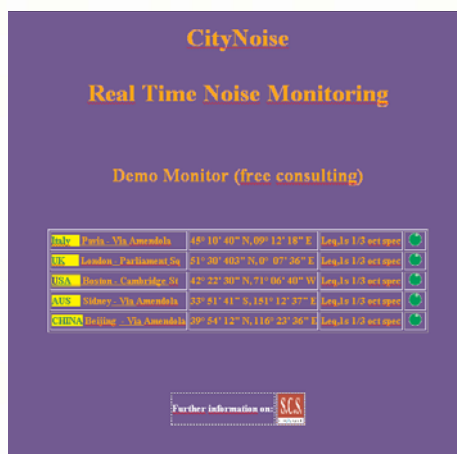 CityNoise
Real Time Noise Monitoring
Demo Monitor (free consulting)
Italy Pavia - Via Amendola 45° 10' 40" N, 09° 12' 18" E Leq,1s 1/3 oct spec
UK London - Parliament Sq 51° 30' 403" N, 0° 07' 36" E Leq,1s 1/3 oct spec
USA Boston - Cambridge St 42° 22' 30" N, 71° 06' 40" W Leq,1s 1/3 oct spec
AUS Sidney - Via Amendola 33° 51' 41" S, 151° 12' 37" E Leq,1s 1/3 oct spec
CHINA Beijing - Via Amendola 39° 54' 12" N, 116° 23' 36" E Leq,1s 1/3 oct spec
Further information on: S.C.S.